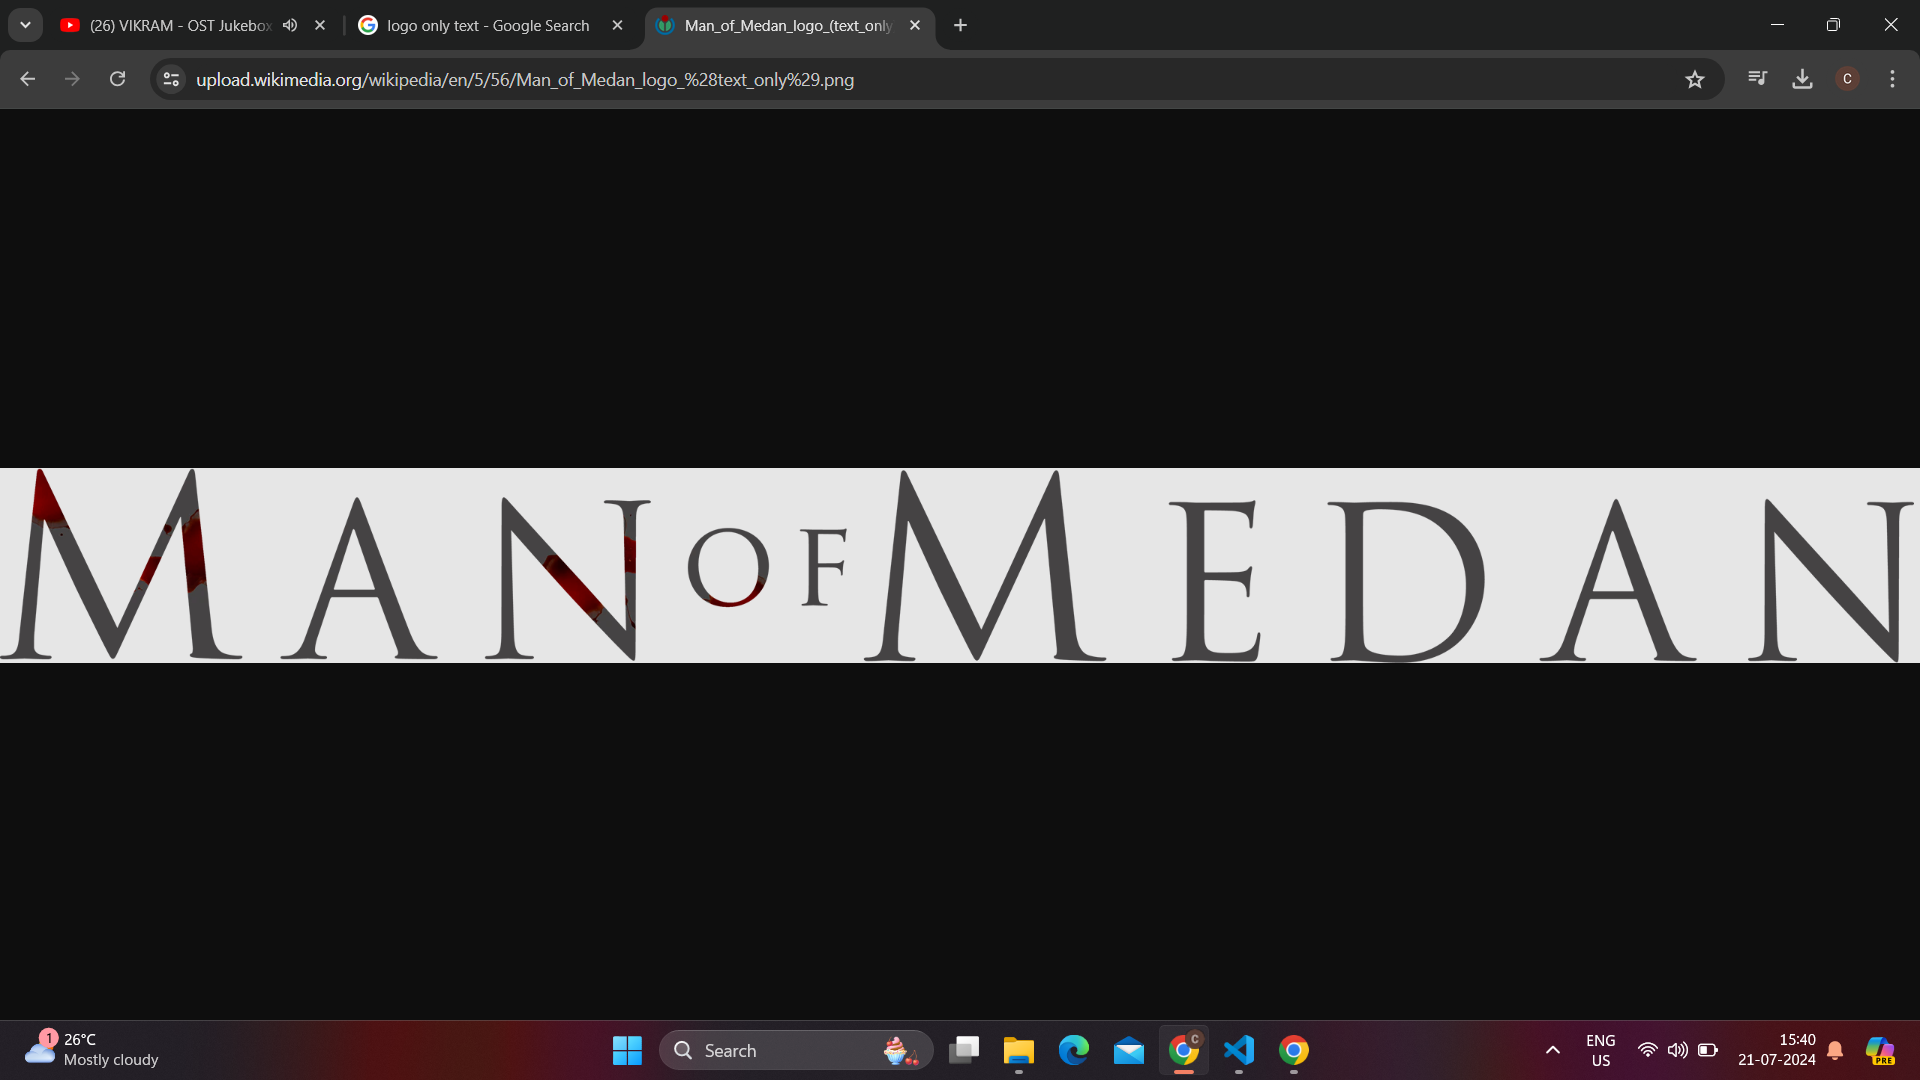 (26) VIKRAM - OST Jukebox
logo only text - Google Search
Man_of_Medan_logo_(text_only
upload.wikimedia.org/wikipedia/en/5/56/Man_of_Medan_logo_%28text_only%29.png
C
MAN OF MEDAN
1
26°C
Mostly cloudy
Search
C
ENG
US
15:40
21-07-2024
PRE